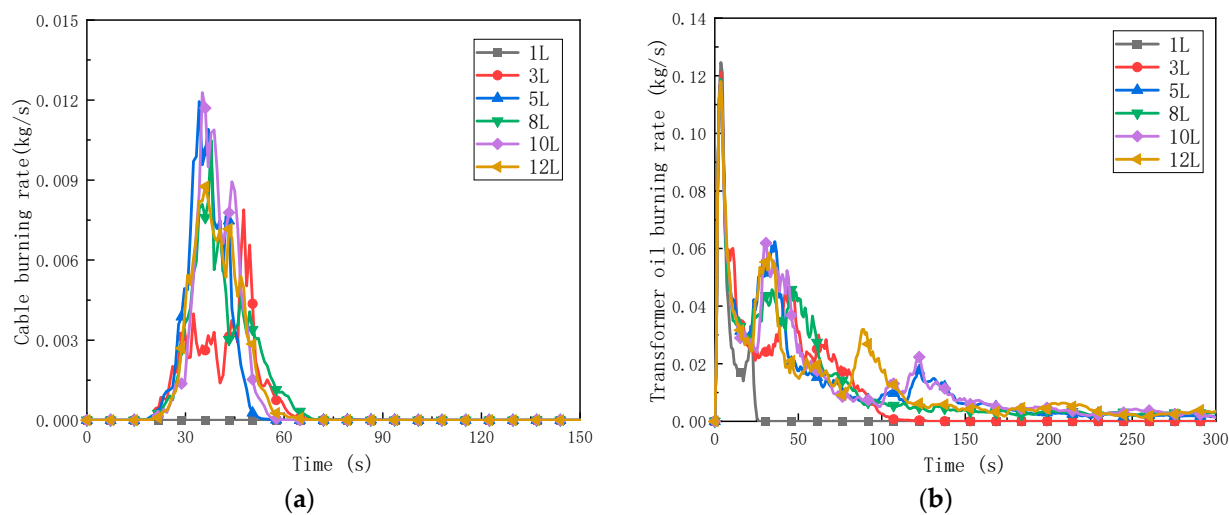 Cable burning rate(kg/s)
0.015
0.012
0.009
0.006
0.003
0.000
1L
3L
5L
8L
10L
12L
0 30 60 90 120 150
Time (s)
(a)
Transformer oil burning rate (kg/s)
0.14
0.12
0.10
0.08
0.06
0.04
0.02
0.00
1L
3L
5L
8L
10L
12L
0 50 100 150 200 250 300
Time (s)
(b)